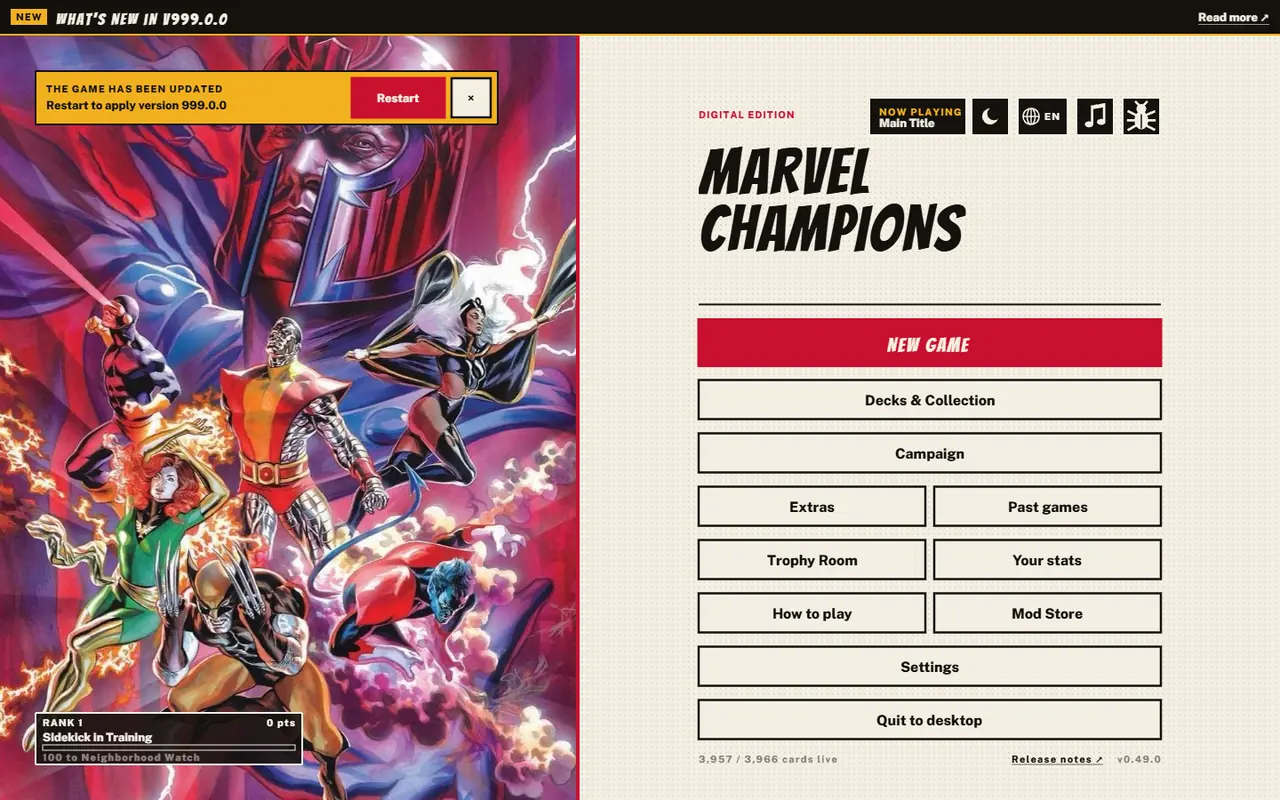 NEW WHAT'S NEW IN V999.0.0
Read more ↗
THE GAME HAS BEEN UPDATED
Restart to apply version 999.0.0
Restart
×
DIGITAL EDITION
NOW PLAYING
Main Title
EN
MARVEL
CHAMPIONS
NEW GAME
Decks & Collection
Campaign
Extras
Past games
Trophy Room
Your stats
How to play
Mod Store
Settings
Quit to desktop
RANK 1
0 pts
Sidekick in Training
100 to Neighborhood Watch
3,957 / 3,966 cards live
Release notes ↗
v0.49.0